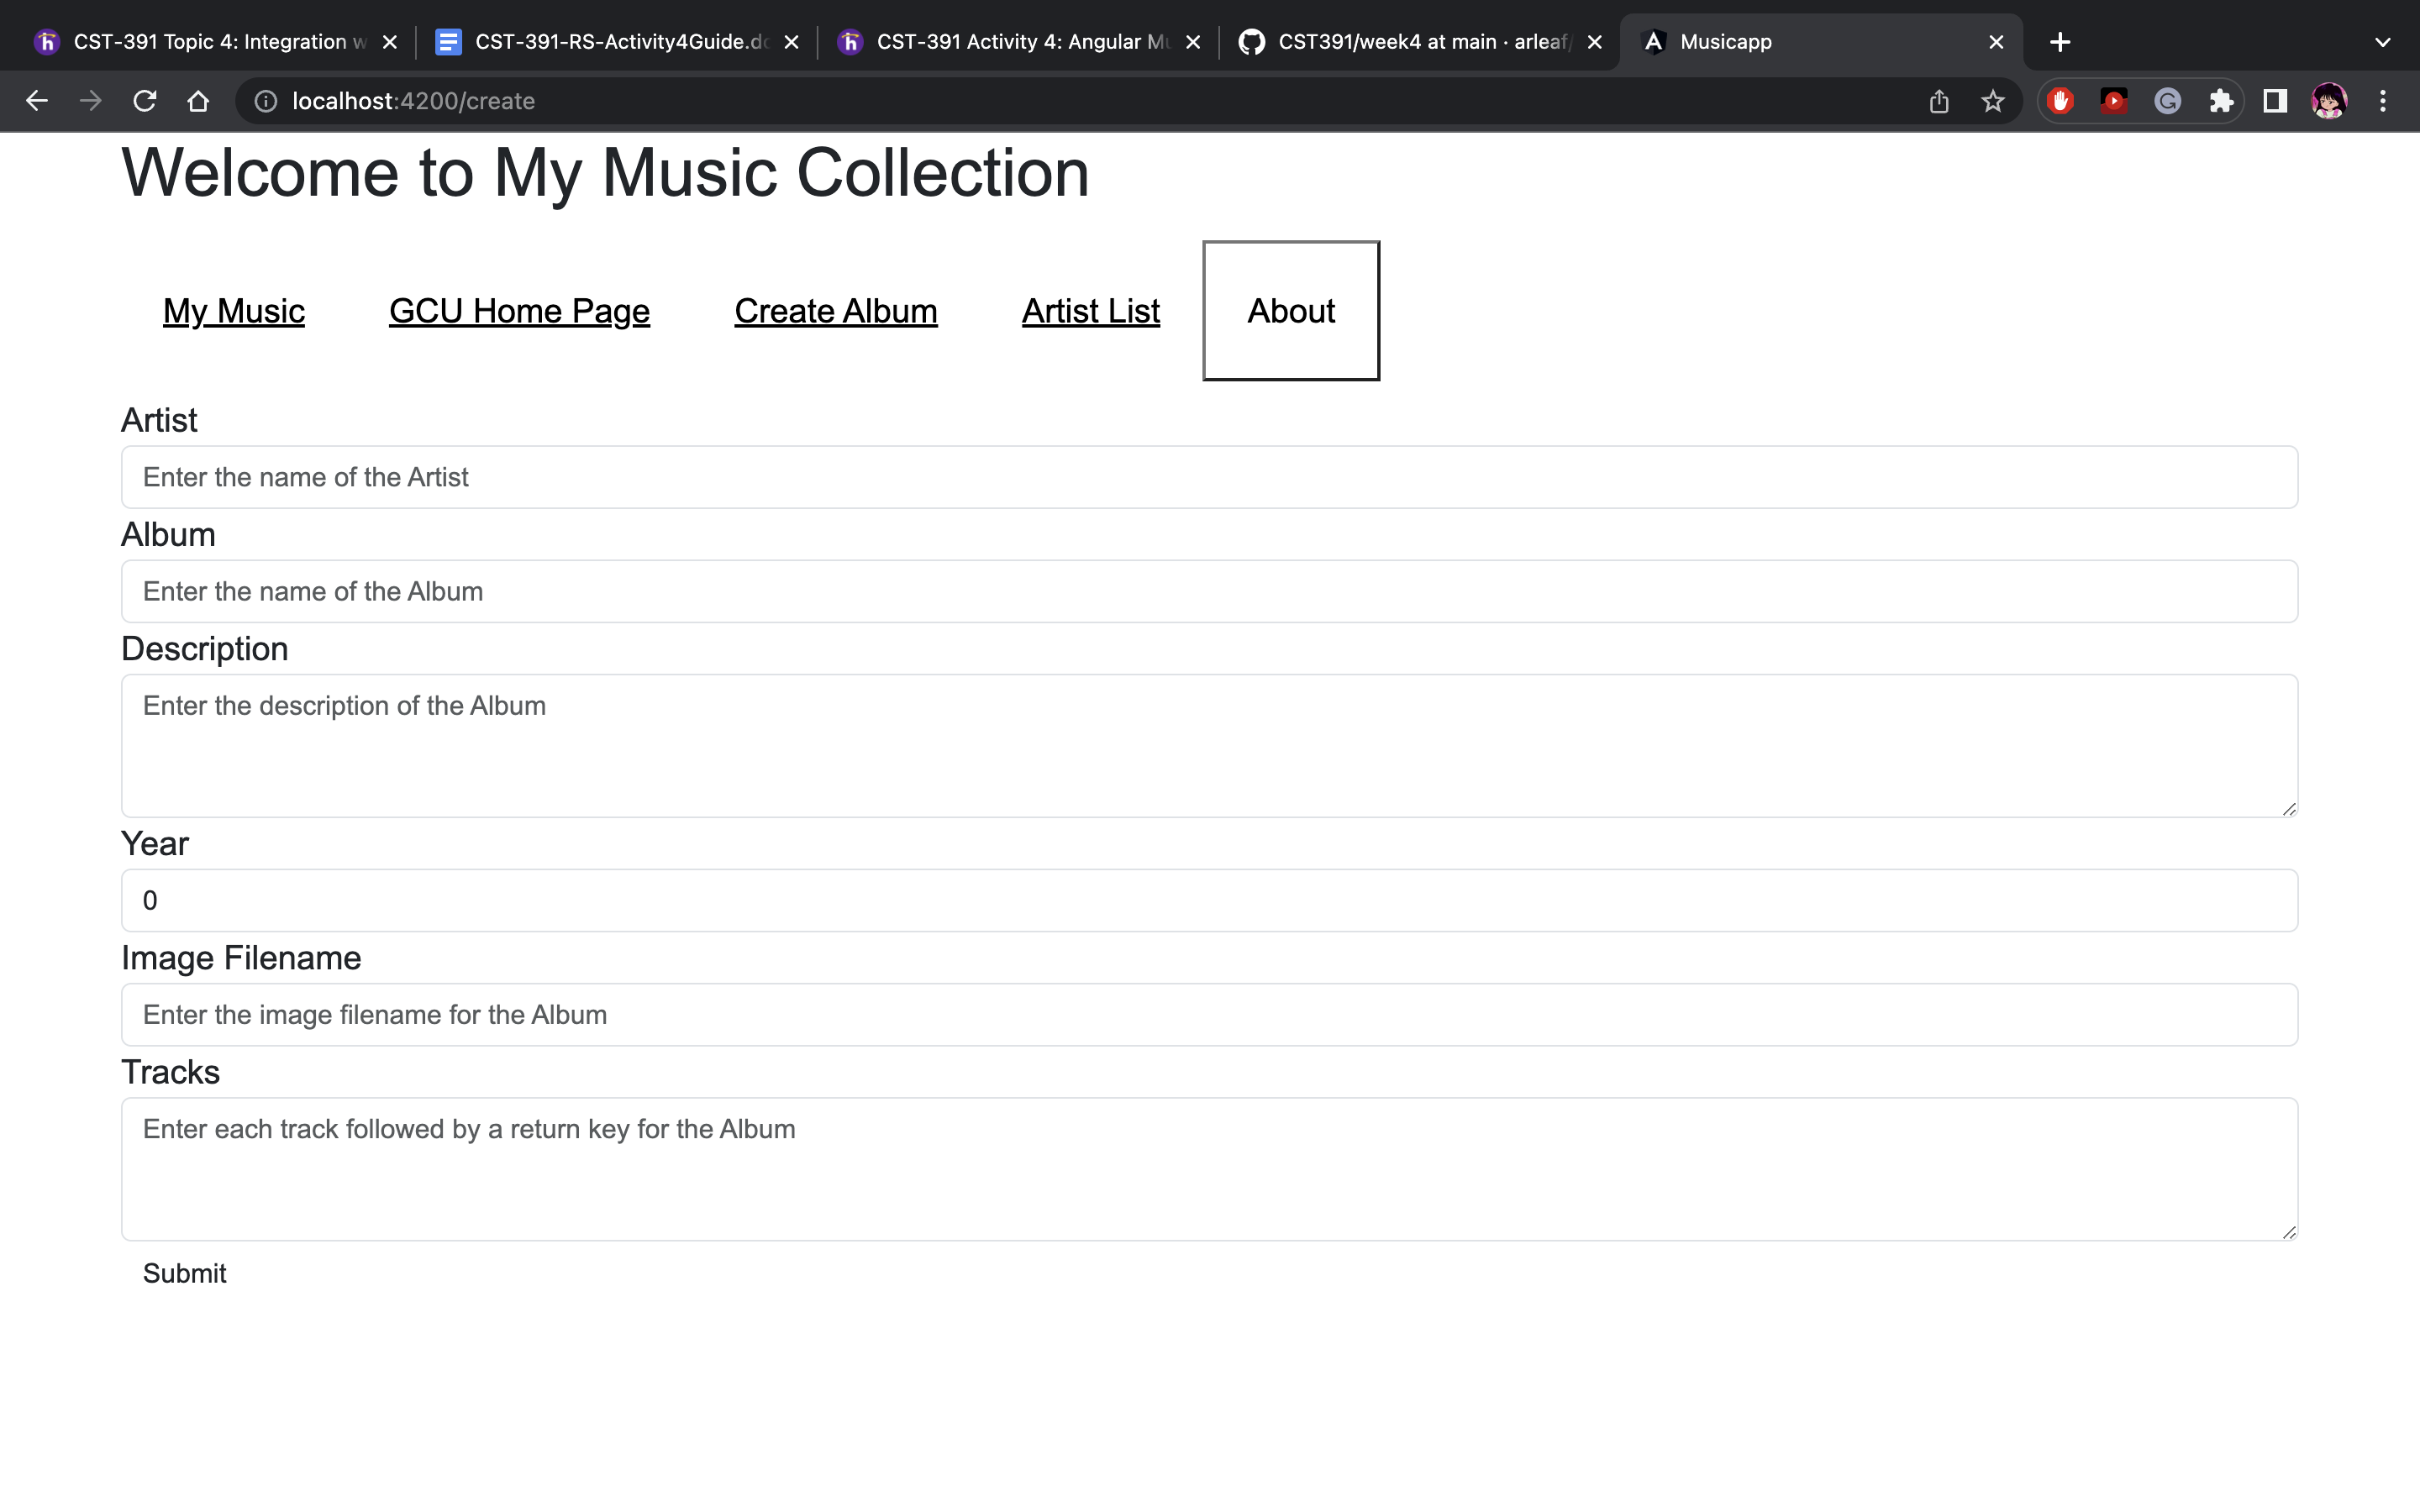 CST-391 Topic 4: Integration w
CST-391-RS-Activity4Guide.dc
CST-391 Activity 4: Angular Mu
CST391/week4 at main · arleaf/
Musicapp
localhost:4200/create
Welcome to My Music Collection
My Music GCU Home Page Create Album Artist List About
Artist
Enter the name of the Artist
Album
Enter the name of the Album
Description
Enter the description of the Album
Year
0
Image Filename
Enter the image filename for the Album
Tracks
Enter each track followed by a return key for the Album
Submit